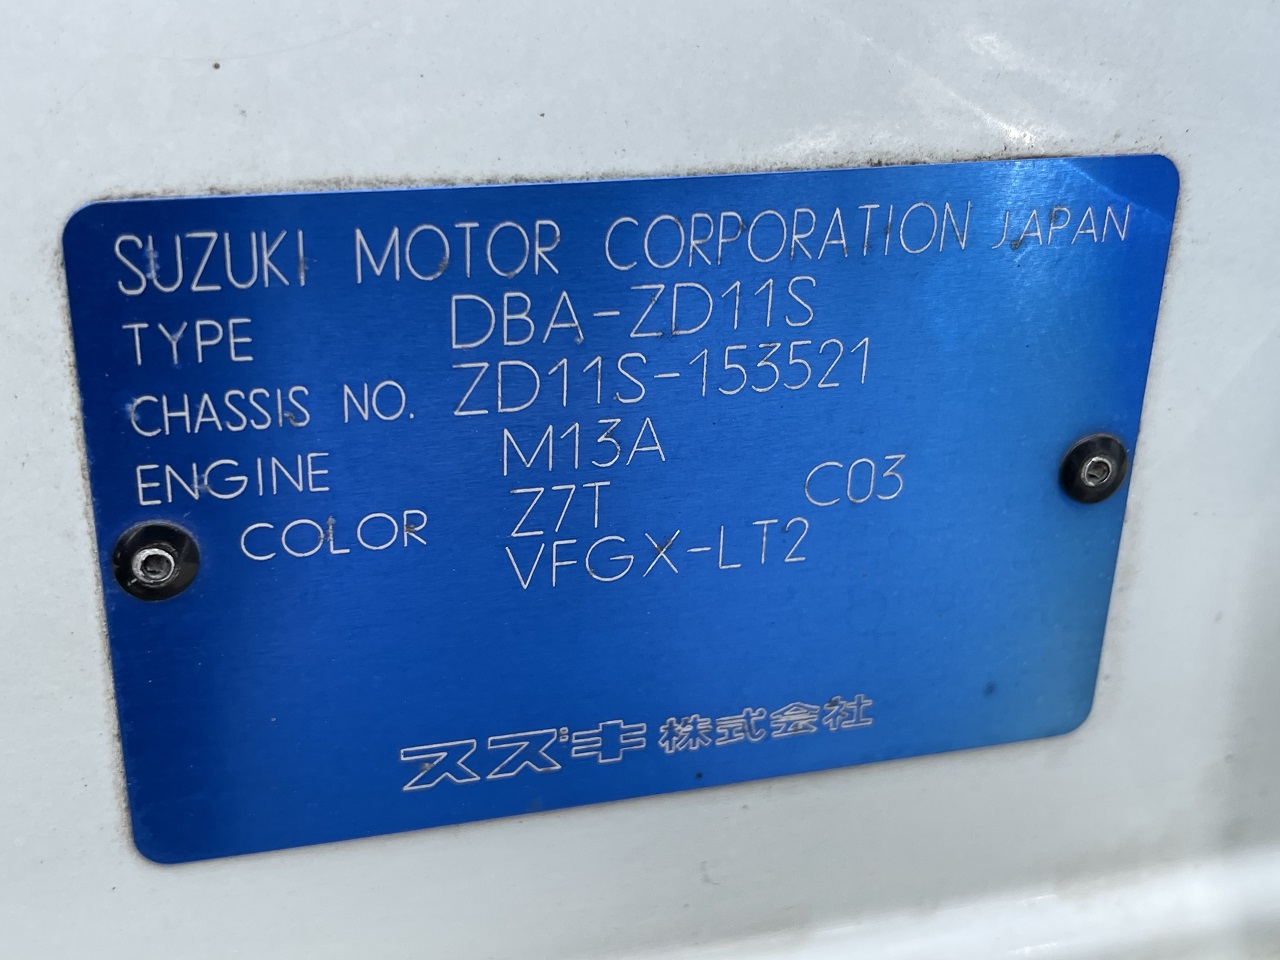 SUZUKI MOTOR CORPORATION JAPAN
TYPE DBA-ZD11S
CHASSIS NO. ZD11S-153521
ENGINE M13A
COLOR Z7T C03
VFGX-LT2
スズキ株式会社